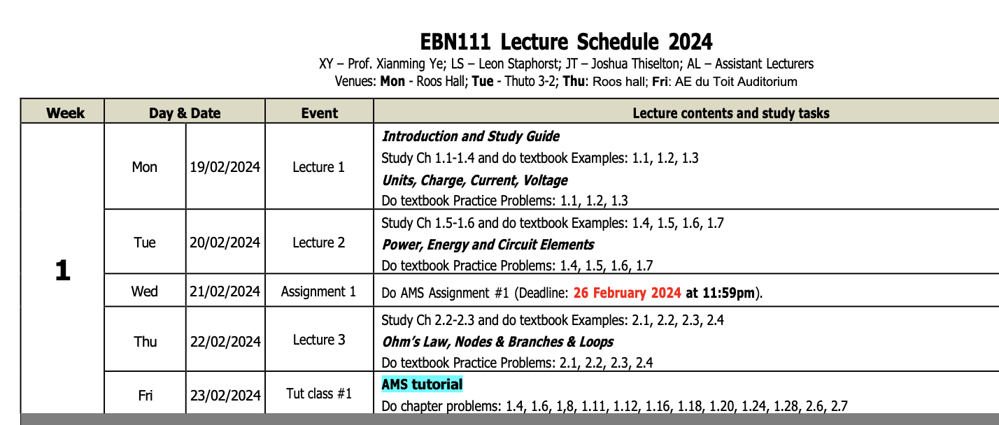 EBN111 Lecture Schedule 2024
XY – Prof. Xianming Ye; LS – Leon Staphorst; JT – Joshua Thiselton; AL – Assistant Lecturers
Venues: Mon - Roos Hall; Tue - Thuto 3-2; Thu: Roos hall; Fri: AE du Toit Auditorium
Week Day & Date Event Lecture contents and study tasks
1
Mon 19/02/2024 Lecture 1
Introduction and Study Guide
Study Ch 1.1-1.4 and do textbook Examples: 1.1, 1.2, 1.3
Units, Charge, Current, Voltage
Do textbook Practice Problems: 1.1, 1.2, 1.3
Tue 20/02/2024 Lecture 2
Study Ch 1.5-1.6 and do textbook Examples: 1.4, 1.5, 1.6, 1.7
Power, Energy and Circuit Elements
Do textbook Practice Problems: 1.4, 1.5, 1.6, 1.7
Wed 21/02/2024 Assignment 1
Do AMS Assignment #1 (Deadline: 26 February 2024 at 11:59pm).
Thu 22/02/2024 Lecture 3
Study Ch 2.2-2.3 and do textbook Examples: 2.1, 2.2, 2.3, 2.4
Ohm's Law, Nodes & Branches & Loops
Do textbook Practice Problems: 2.1, 2.2, 2.3, 2.4
Fri 23/02/2024 Tut class #1
AMS tutorial
Do chapter problems: 1.4, 1.6, 1,8, 1.11, 1.12, 1.16, 1.18, 1.20, 1.24, 1.28, 2.6, 2.7